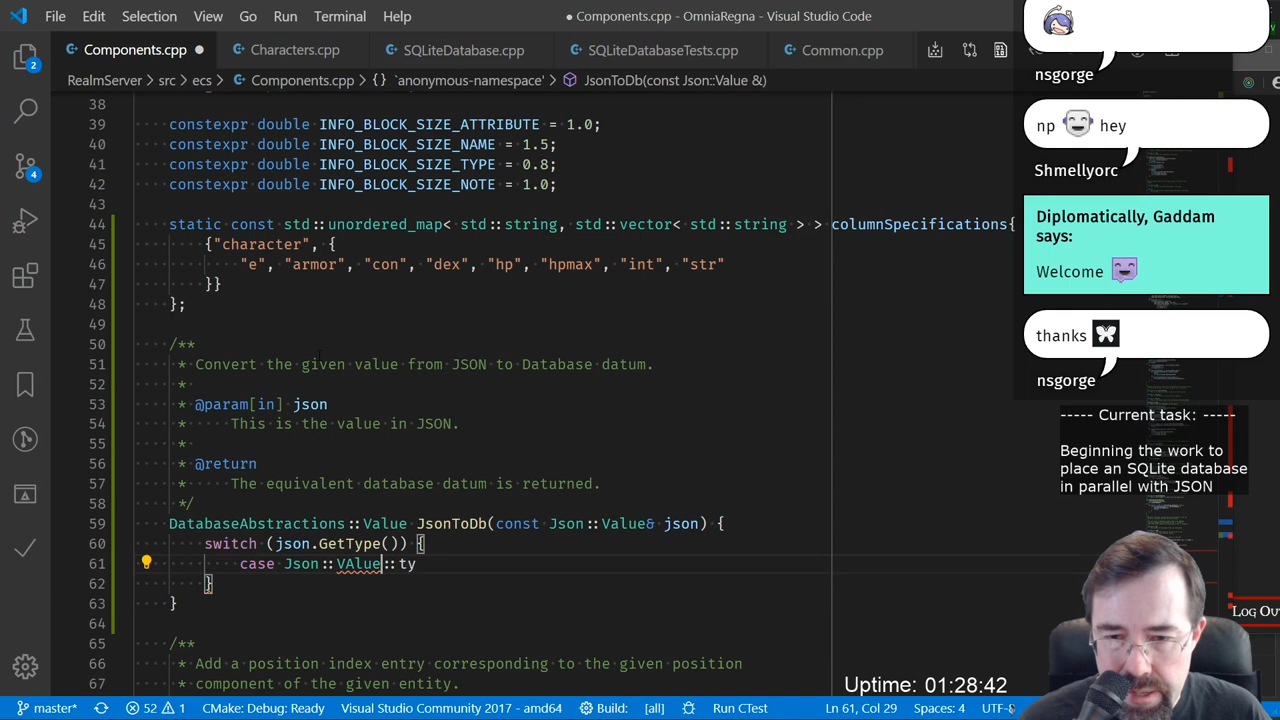 File Edit Selection View Go Run Terminal Help
● Components.cpp - OmniaRegna - Visual Studio Code
Components.cpp ● Characters.cpp SQLiteDatabase.cpp SQLiteDatabaseTests.cpp Common.cpp
RealmServer > src > ecs > Components.cpp > {} `anonymous-namespace' > JsonToDb(const Json::Value &)
38
39 constexpr double INFO_BLOCK_SIZE_ATTRIBUTE = 1.0;
40 constexpr double INFO_BLOCK_SIZE_NAME = 1.5;
41 constexpr double INFO_BLOCK_SIZE_TYPE = 0.8;
42 constexpr double INFO_BLOCK_SIZE_NOTE = 1.0;
43
44 static const std::unordered_map< std::string, std::vector< std::string > > columnSpecifications{
45 {"character", {
46 "e", "armor", "con", "dex", "hp", "hpmax", "int", "str"
47 }}
48 };
49
50 /**
51 * Convert the given value from JSON to Database datum.
52 *
53 * @param[in] json
54 * This is the value in JSON.
55 *
56 * @return
57 * The equivalent database datum is returned.
58 */
59 DatabaseAbstractions::Value JsonToDb(const Json::Value& json) {
60 switch (json.GetType()) {
61 case Json::VAlue::ty
62 }
63 }
64
65 /**
66 * Add a position index entry corresponding to the given position
67 * component of the given entity.
2
4
nsgorge
np hey
Shmellyorc
Diplomatically, Gaddam
says:
Welcome
thanks
nsgorge
----- Current task: -----
Beginning the work to
place an SQLite database
in parallel with JSON
Log Ou
Uptime: 01:28:42
master* 52 1 CMake: Debug: Ready Visual Studio Community 2017 - amd64 Build: [all] Run CTest Ln 61, Col 29 Spaces: 4 UTF-8